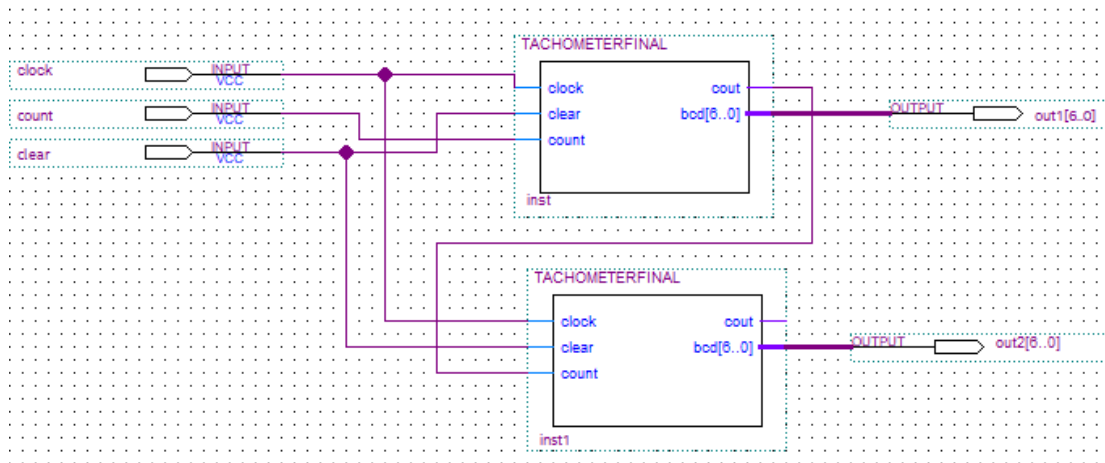 TACHOMETERFINAL
clock INPUT
VCC
clock cout
count INPUT
VCC
clear bcd[6..0] OUTPUT out1[6..0]
count
clear INPUT
VCC
inst
TACHOMETERFINAL
clock cout
clear bcd[6..0] OUTPUT out2[6..0]
count
inst1